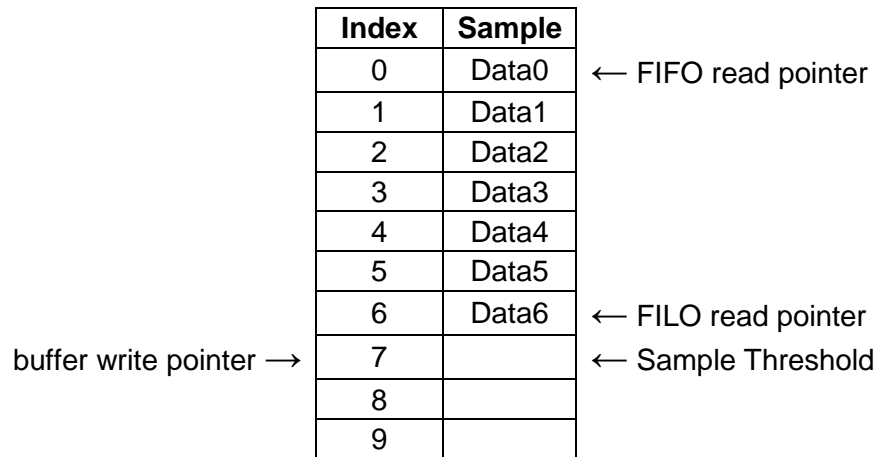 Index Sample
0 Data0 ← FIFO read pointer
1 Data1
2 Data2
3 Data3
4 Data4
5 Data5
6 Data6 ← FILO read pointer
buffer write pointer → 7 ← Sample Threshold
8
9